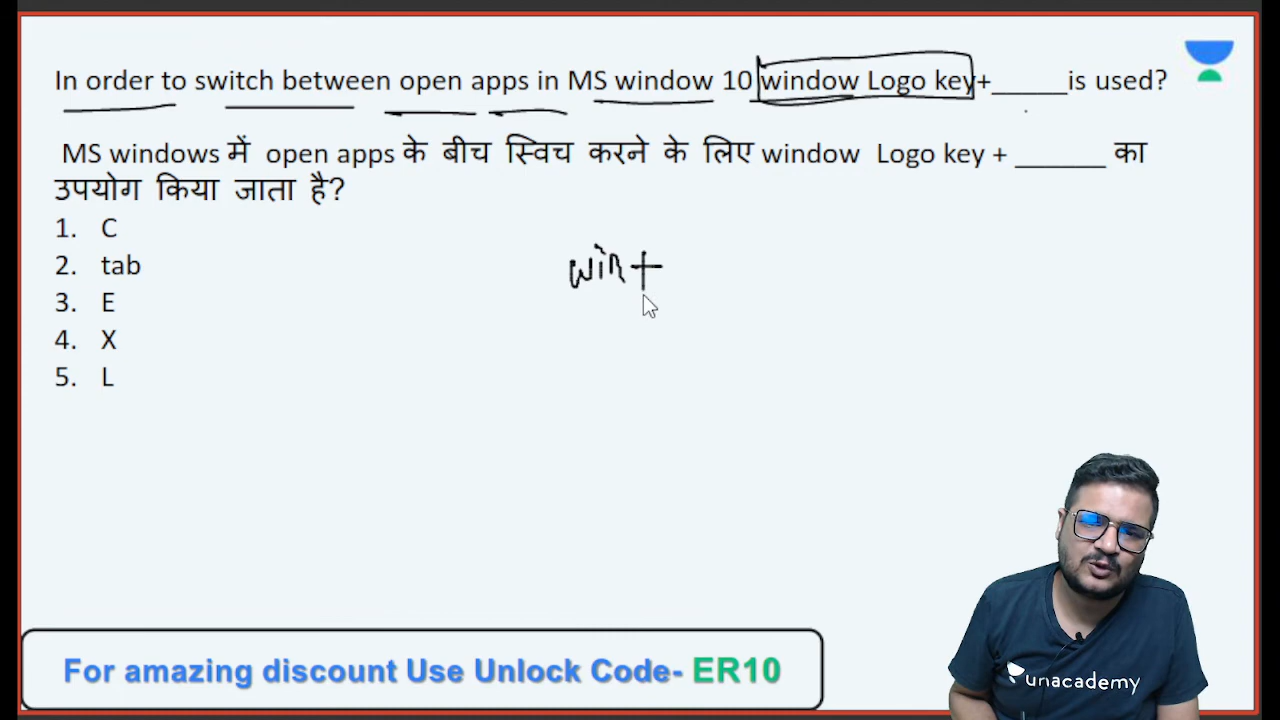 In order to switch between open apps in MS window 10 window Logo key+_____is used?
MS windows में open apps के बीच स्विच करने के लिए window Logo key + ______ का
उपयोग किया जाता है?
1. C
2. tab
3. E
4. X
5. L
win+
For amazing discount Use Unlock Code- ER10
unacademy